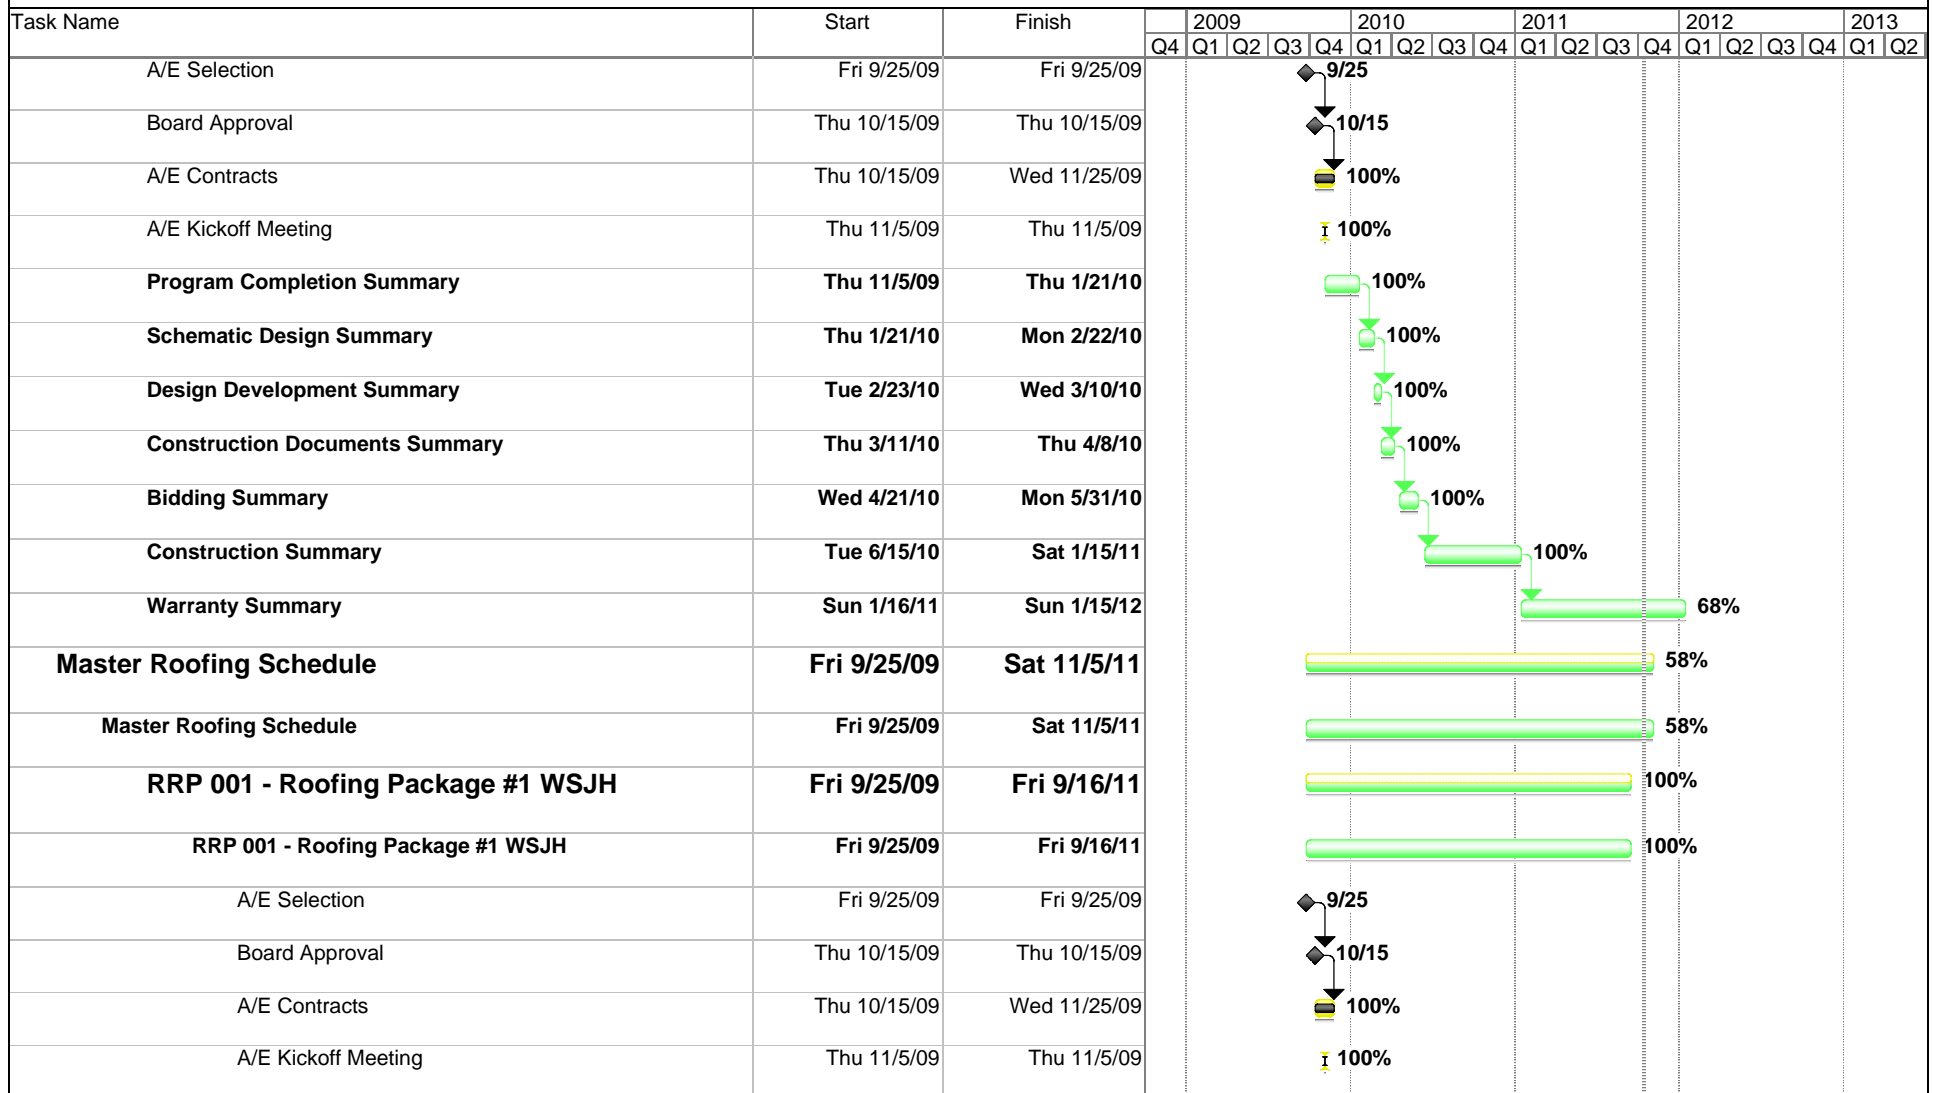 Task Name Start Finish 2009 2010 2011 2012 2013
Q4 Q1 Q2 Q3 Q4 Q1 Q2 Q3 Q4 Q1 Q2 Q3 Q4 Q1 Q2 Q3 Q4 Q1 Q2
A/E Selection Fri 9/25/09 Fri 9/25/09 9/25
Board Approval Thu 10/15/09 Thu 10/15/09 10/15
A/E Contracts Thu 10/15/09 Wed 11/25/09 100%
A/E Kickoff Meeting Thu 11/5/09 Thu 11/5/09 100%
Program Completion Summary Thu 11/5/09 Thu 1/21/10 100%
Schematic Design Summary Thu 1/21/10 Mon 2/22/10 100%
Design Development Summary Tue 2/23/10 Wed 3/10/10 100%
Construction Documents Summary Thu 3/11/10 Thu 4/8/10 100%
Bidding Summary Wed 4/21/10 Mon 5/31/10 100%
Construction Summary Tue 6/15/10 Sat 1/15/11 100%
Warranty Summary Sun 1/16/11 Sun 1/15/12 68%
Master Roofing Schedule Fri 9/25/09 Sat 11/5/11 58%
Master Roofing Schedule Fri 9/25/09 Sat 11/5/11 58%
RRP 001 - Roofing Package #1 WSJH Fri 9/25/09 Fri 9/16/11 100%
RRP 001 - Roofing Package #1 WSJH Fri 9/25/09 Fri 9/16/11 100%
A/E Selection Fri 9/25/09 Fri 9/25/09 9/25
Board Approval Thu 10/15/09 Thu 10/15/09 10/15
A/E Contracts Thu 10/15/09 Wed 11/25/09 100%
A/E Kickoff Meeting Thu 11/5/09 Thu 11/5/09 100%